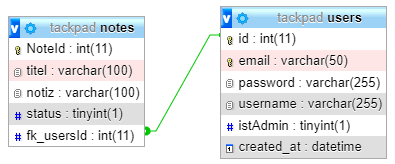 tackpad notes
NoteId : int(11)
titel : varchar(100)
notiz : varchar(100)
status : tinyint(1)
fk_usersId : int(11)
tackpad users
id : int(11)
email : varchar(50)
password : varchar(255)
username : varchar(255)
istAdmin : tinyint(1)
created_at : datetime